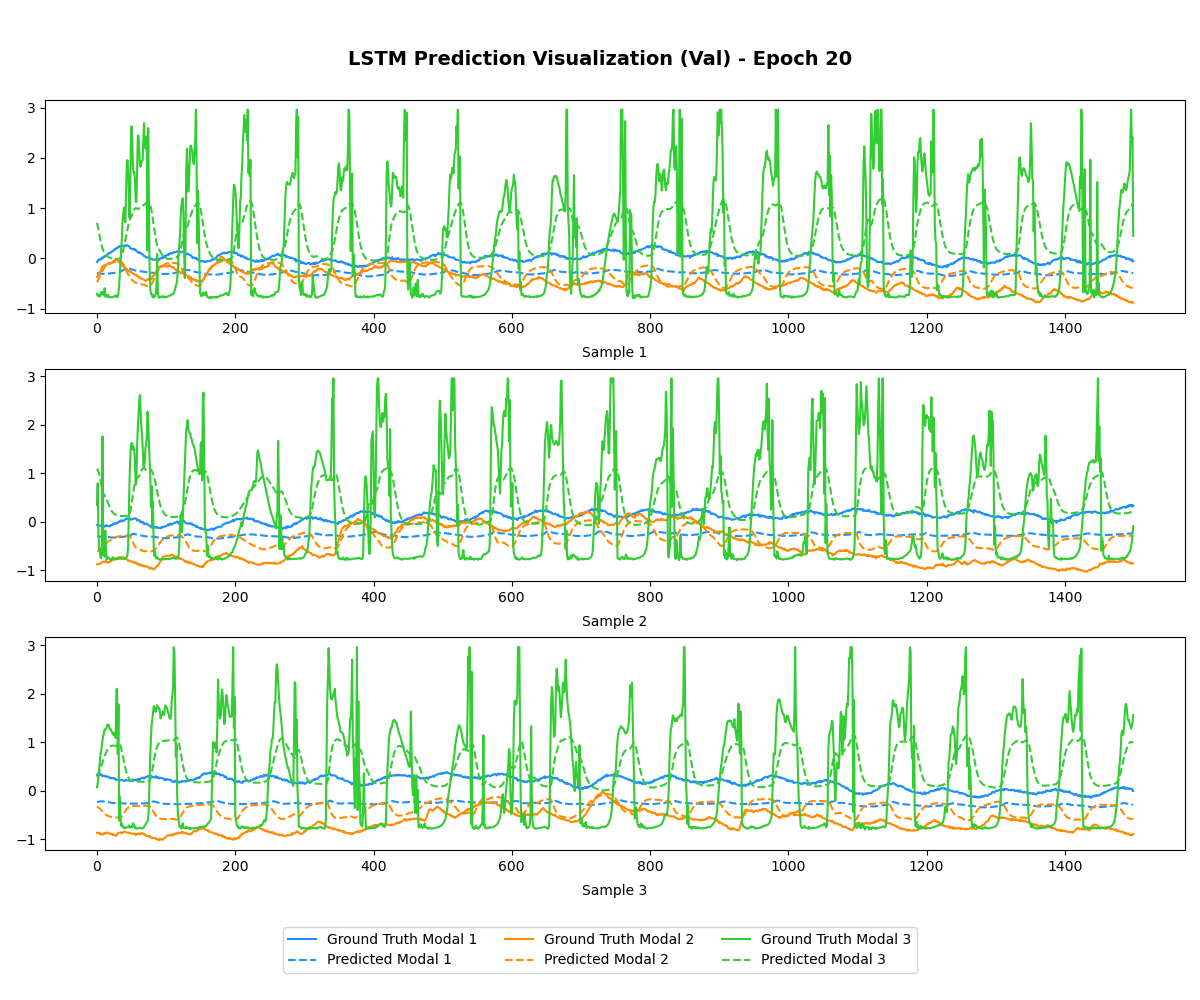 LSTM Prediction Visualization (Val) - Epoch 20
3
2
1
0
−1
0 200 400 600 800 1000 1200 1400
Sample 1
3
2
1
0
−1
0 200 400 600 800 1000 1200 1400
Sample 2
3
2
1
0
−1
0 200 400 600 800 1000 1200 1400
Sample 3
Ground Truth Modal 1 Ground Truth Modal 2 Ground Truth Modal 3
Predicted Modal 1 Predicted Modal 2 Predicted Modal 3